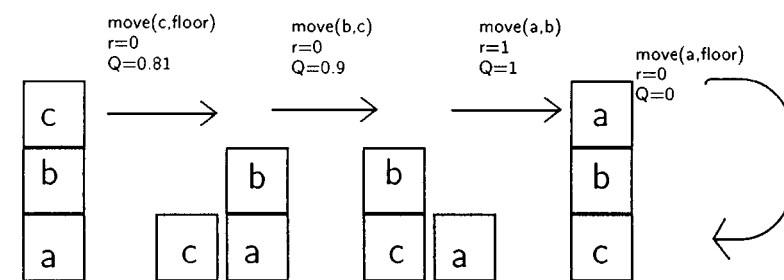 move(c,floor)
r=0
Q=0.81
move(b,c)
r=0
Q=0.9
move(a,b)
r=1
Q=1
move(a,floor)
r=0
Q=0
c
b
a
b
c
a
b
c
a
a
b
c